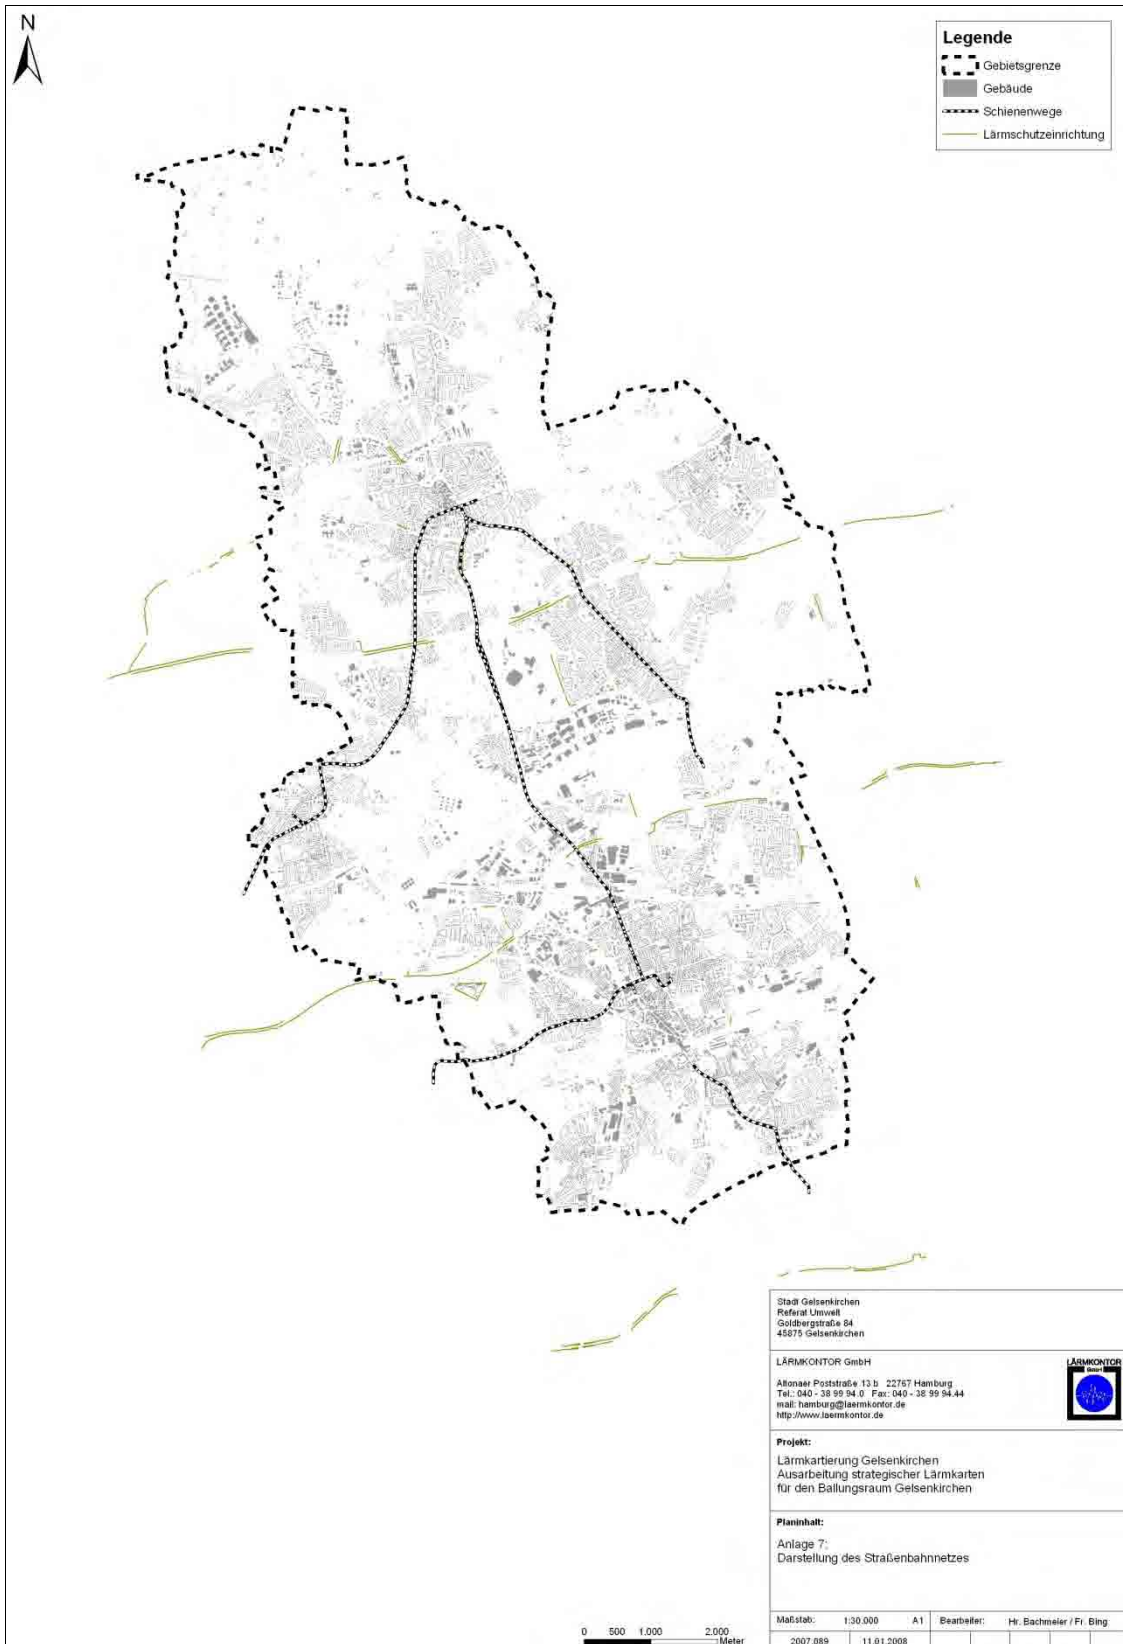 N
Legende
Gebietsgrenze
Gebäude
Schienenwege
Lärmschutzeinrichtung
Stadt Gelsenkirchen
Referat Umwelt
Goldbergstraße 84
45875 Gelsenkirchen
LÄRMKONTOR GmbH
Altonaer Poststraße 13 b 22767 Hamburg
Tel.: 040 - 38 99 94.0 Fax: 040 - 38 99 94.44
mail: hamburg@laermkontor.de
http://www.laermkontor.de
LÄRMKONTOR
GmbH
Projekt:
Lärmkartierung Gelsenkirchen
Ausarbeitung strategischer Lärmkarten
für den Ballungsraum Gelsenkirchen
Planinhalt:
Anlage 7:
Darstellung des Straßenbahnnetzes
Maßstab: 1:30.000 A1 Bearbeiter: Hr. Bachmeier / Fr. Bing
2007.089 11.01.2008
0 500 1.000 2.000
Meter